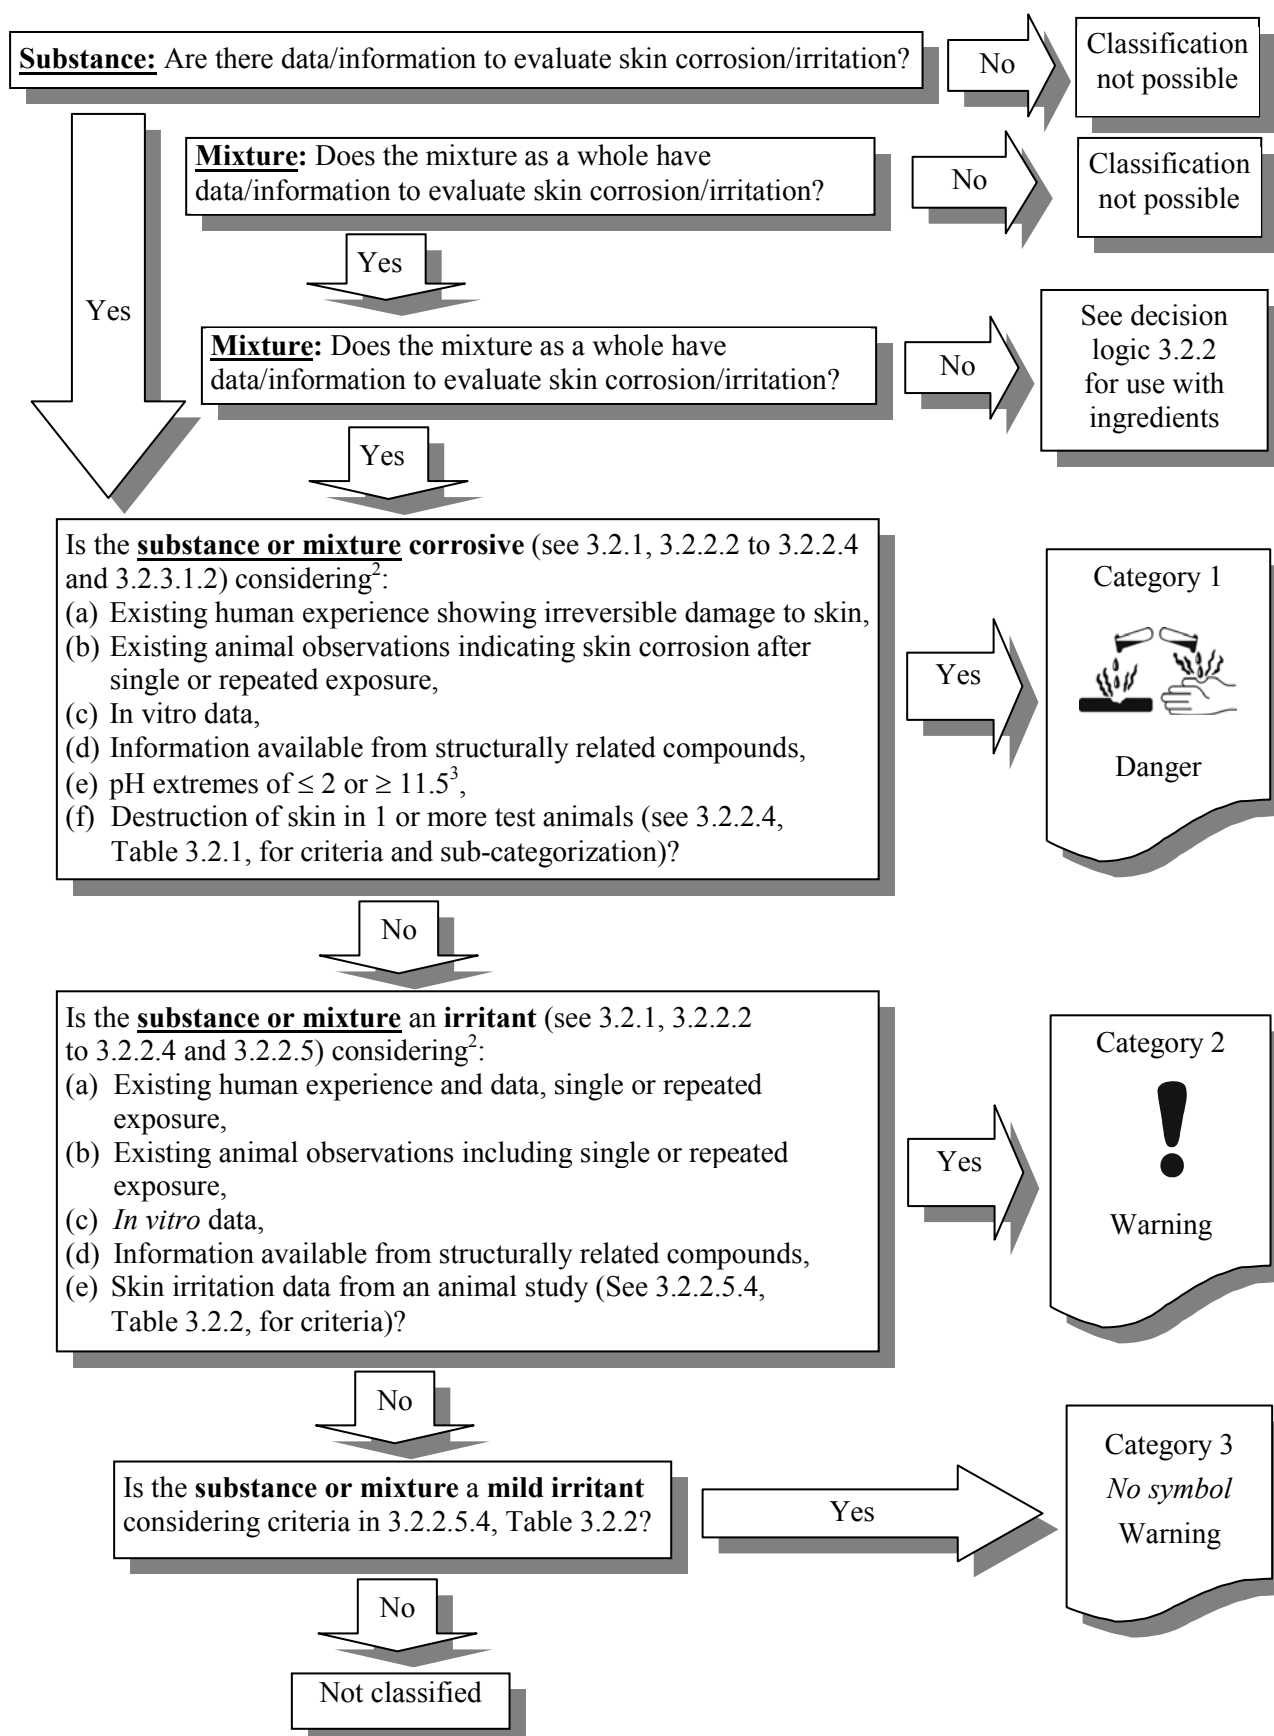 Substance: Are there data/information to evaluate skin corrosion/irritation?
No
Classification
not possible
Mixture: Does the mixture as a whole have
data/information to evaluate skin corrosion/irritation?
No
Classification
not possible
Yes
Yes
Mixture: Does the mixture as a whole have
data/information to evaluate skin corrosion/irritation?
No
See decision
logic 3.2.2
for use with
ingredients
Yes
Is the substance or mixture corrosive (see 3.2.1, 3.2.2.2 to 3.2.2.4
and 3.2.3.1.2) considering²:
(a) Existing human experience showing irreversible damage to skin,
(b) Existing animal observations indicating skin corrosion after
single or repeated exposure,
(c) In vitro data,
(d) Information available from structurally related compounds,
(e) pH extremes of ≤ 2 or ≥ 11.5³,
(f) Destruction of skin in 1 or more test animals (see 3.2.2.4,
Table 3.2.1, for criteria and sub-categorization)?
Yes
Category 1
Danger
No
Is the substance or mixture an irritant (see 3.2.1, 3.2.2.2
to 3.2.2.4 and 3.2.2.5) considering²:
(a) Existing human experience and data, single or repeated
exposure,
(b) Existing animal observations including single or repeated
exposure,
(c) In vitro data,
(d) Information available from structurally related compounds,
(e) Skin irritation data from an animal study (See 3.2.2.5.4,
Table 3.2.2, for criteria)?
Yes
Category 2
Warning
No
Is the substance or mixture a mild irritant
considering criteria in 3.2.2.5.4, Table 3.2.2?
Yes
Category 3
No symbol
Warning
No
Not classified